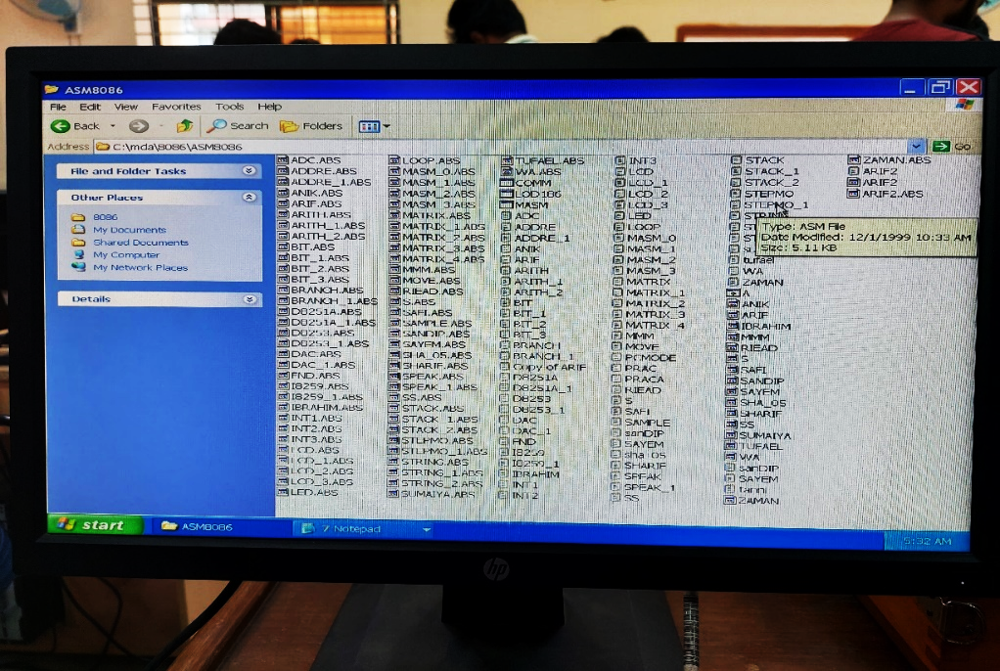 ASM8086
File Edit View Favorites Tools Help
Back Search Folders
Address C:\mda\8086\ASM8086 Go
File and Folder Tasks
Other Places
8086
My Documents
Shared Documents
My Computer
My Network Places
Details
ADC.ABS
ADDRE.ABS
ADDRE_1.ABS
ANIK.ABS
ARIF.ABS
ARITH.ABS
ARITH_1.ABS
ARITH_2.ABS
BIT.ABS
BIT_1.ABS
BIT_2.ABS
BIT_3.ABS
BRANCH.ABS
BRANCH_1.ABS
D8251A.ABS
D8251A_1.ABS
D8253.ABS
D8253_1.ABS
DAC.ABS
DAC_1.ABS
FND.ABS
I8259.ABS
I8259_1.ABS
IBRAHIM.ABS
INT1.ABS
INT2.ABS
INT3.ABS
LCD.ABS
LCD_1.ABS
LCD_2.ABS
LCD_3.ABS
LED.ABS
LOOP.ABS
MASM_0.ABS
MASM_1.ABS
MASM_2.ABS
MASM_3.ABS
MATRIX.ABS
MATRIX_1.ABS
MATRIX_2.ABS
MATRIX_3.ABS
MATRIX_4.ABS
MMM.ABS
MOVE.ABS
RIEAD.ABS
S.ABS
SAFI.ABS
SAMPLE.ABS
SANDIP.ABS
SAYEM.ABS
SHA_05.ABS
SHARIF.ABS
SPEAK.ABS
SPEAK_1.ABS
SS.ABS
STACK.ABS
STACK_1.ABS
STACK_2.ABS
STEPMO.ABS
STEPMO_1.ABS
STRING.ABS
STRING_1.ABS
STRING_2.ABS
SUMAIYA.ABS
TUFAEL.ABS
WA.ABS
COMM
LOD186
MASM
ADC
ADDRE
ADDRE_1
ANIK
ARIF
ARITH
ARITH_1
ARITH_2
BIT
BIT_1
BIT_2
BIT_3
BRANCH
BRANCH_1
Copy of ARIF
D8251A
D8251A_1
D8253
D8253_1
DAC
DAC_1
FND
I8259
I8259_1
IBRAHIM
INT1
INT2
INT3
LCD
LCD_1
LCD_2
LCD_3
LED
LOOP
MASM_0
MASM_1
MASM_2
MASM_3
MATRIX
MATRIX_1
MATRIX_2
MATRIX_3
MATRIX_4
MMM
MOVE
PCMODE
PRAC
PRACA
RIEAD
S
SAFI
SAMPLE
sanDIP
SAYEM
sha_05
SHARIF
SPEAK
SPEAK_1
SS
STACK
STACK_1
STACK_2
STEPMO
STEPMO_1
STRING
Type: ASM File
Date Modified: 12/1/1999 10:33 AM
Size: 5.11 KB
tufael
WA
ZAMAN
A
ANIK
ARIF
IBRAHIM
MMM
RIEAD
S
SAFI
SANDIP
SAYEM
SHA_05
SHARIF
SS
SUMAIYA
TUFAEL
WA
sanDIP
SAYEM
ZAMAN
ZAMAN.ABS
ARIF2
ARIF2
ARIF2.ABS
start ASM8086 7 Notepad 5:32 AM
hp